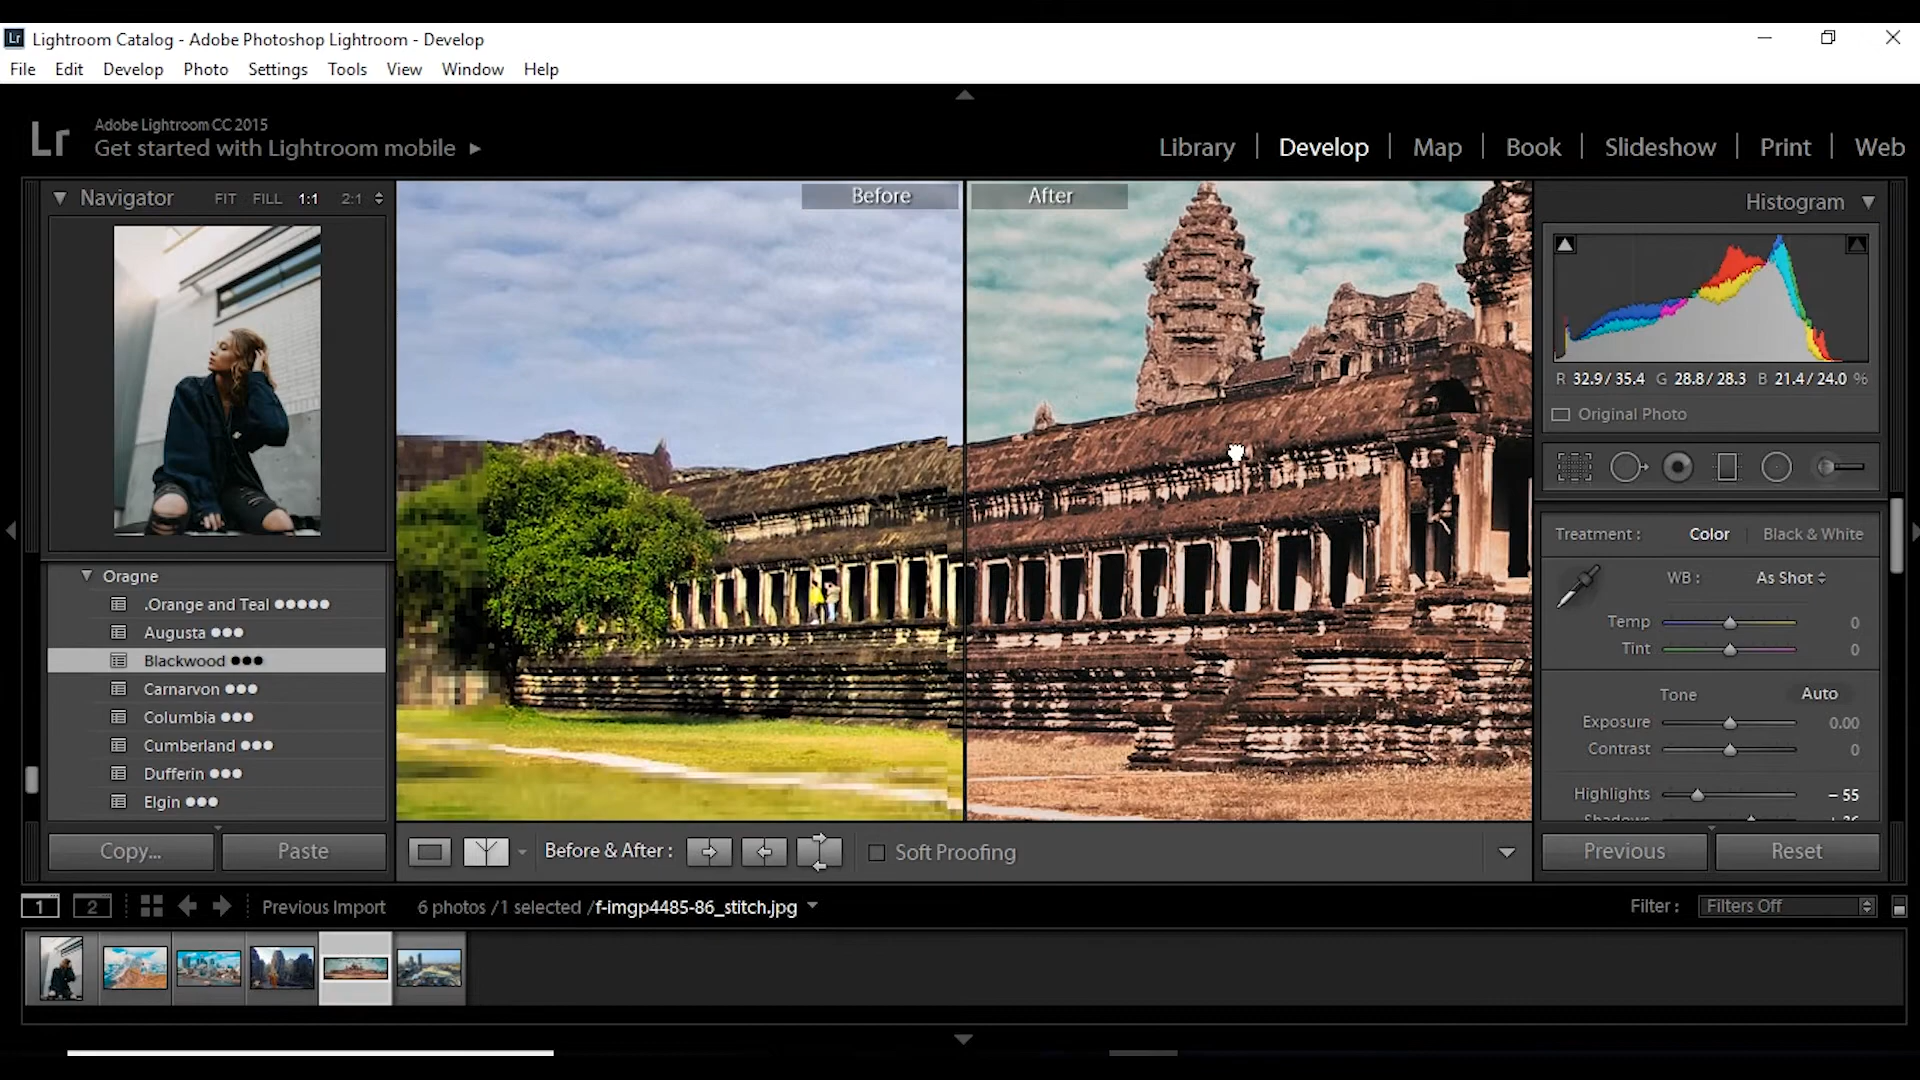 Lr Lightroom Catalog - Adobe Photoshop Lightroom - Develop
File Edit Develop Photo Settings Tools View Window Help
Lr Adobe Lightroom CC 2015
Get started with Lightroom mobile
Library Develop Map Book Slideshow Print Web
Navigator FIT FILL 1:1 2:1
Before
After
Histogram
R 32.9 / 35.4 G 28.8 / 28.3 B 21.4 / 24.0 %
Original Photo
Treatment : Color Black & White
WB : As Shot
Temp 0
Tint 0
Tone Auto
Exposure 0.00
Contrast 0
Highlights – 55
Shadows
Oragne
.Orange and Teal ●●●●●
Augusta ●●●
Blackwood ●●●
Carnarvon ●●●
Columbia ●●●
Cumberland ●●●
Dufferin ●●●
Elgin ●●●
Copy... Paste
Before & After : Soft Proofing
Previous Reset
1 2 Previous Import 6 photos /1 selected /f-imgp4485-86_stitch.jpg
Filter : Filters Off